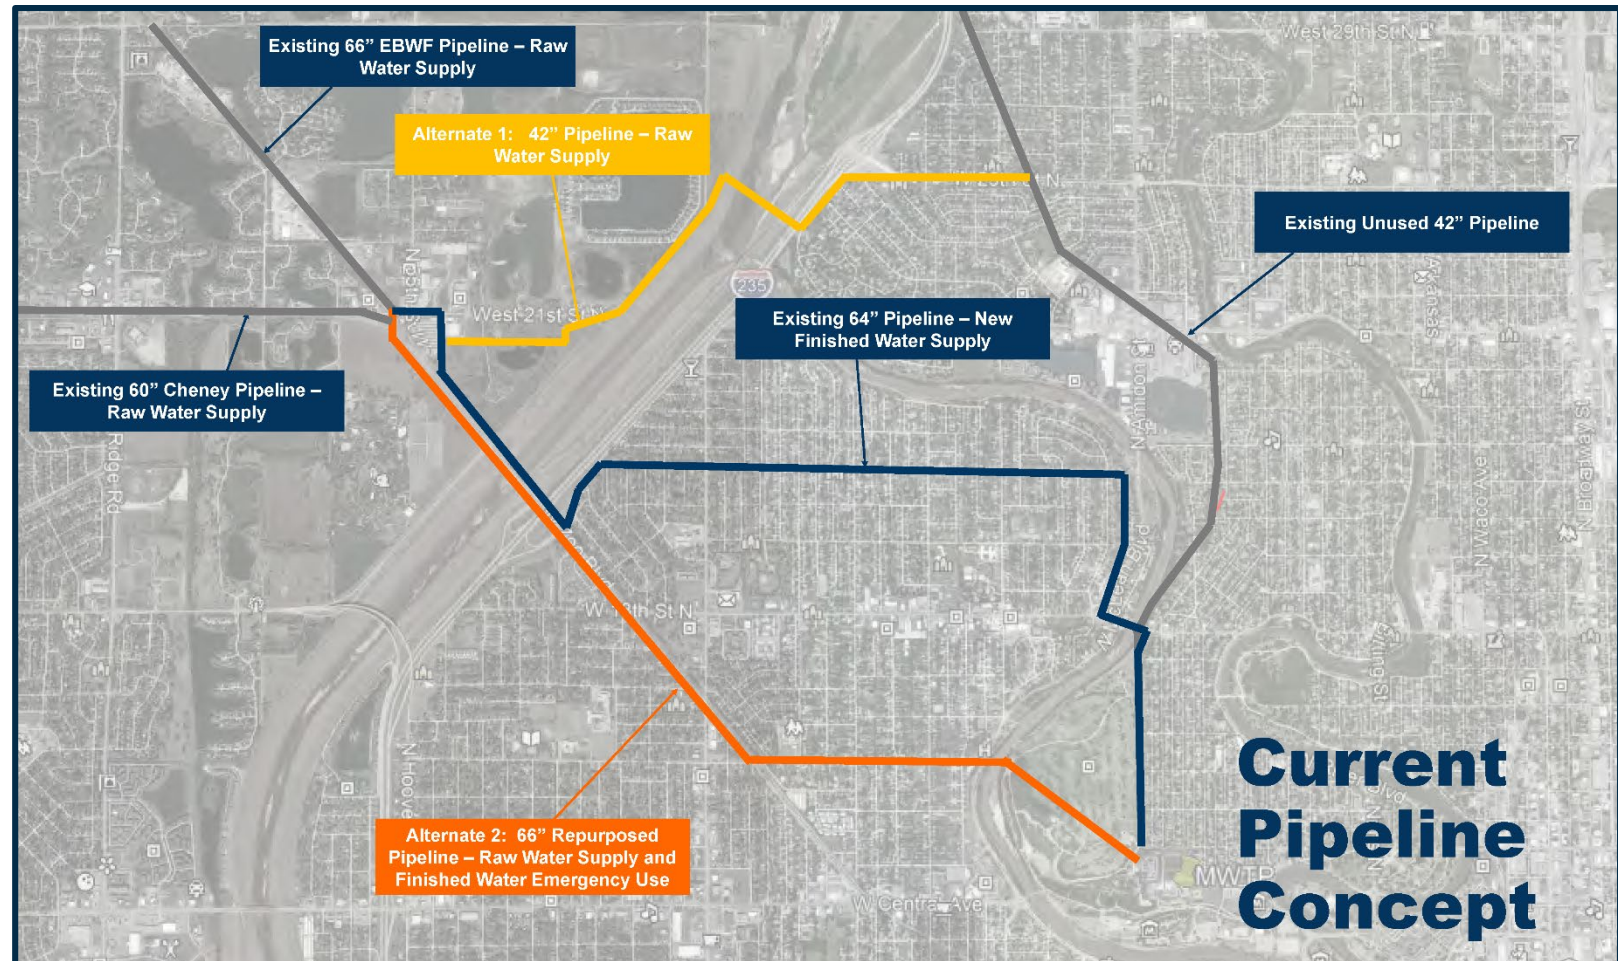 West 29th St N
Existing 66” EBWF Pipeline – Raw
Water Supply
Alternate 1:   42” Pipeline – Raw
Water Supply
Existing Unused 42” Pipeline
235
West 21st St N
Existing 64” Pipeline – New
Finished Water Supply
Existing 60” Cheney Pipeline –
Raw Water Supply
Ridge Rd
N Amidon
Arkansas
N Waco Ave
N Broadway St
W 13th St N
N Hoover
Alternate 2:  66” Repurposed
Pipeline – Raw Water Supply and
Finished Water Emergency Use
W Central Ave
MWTP
Current
Pipeline
Concept